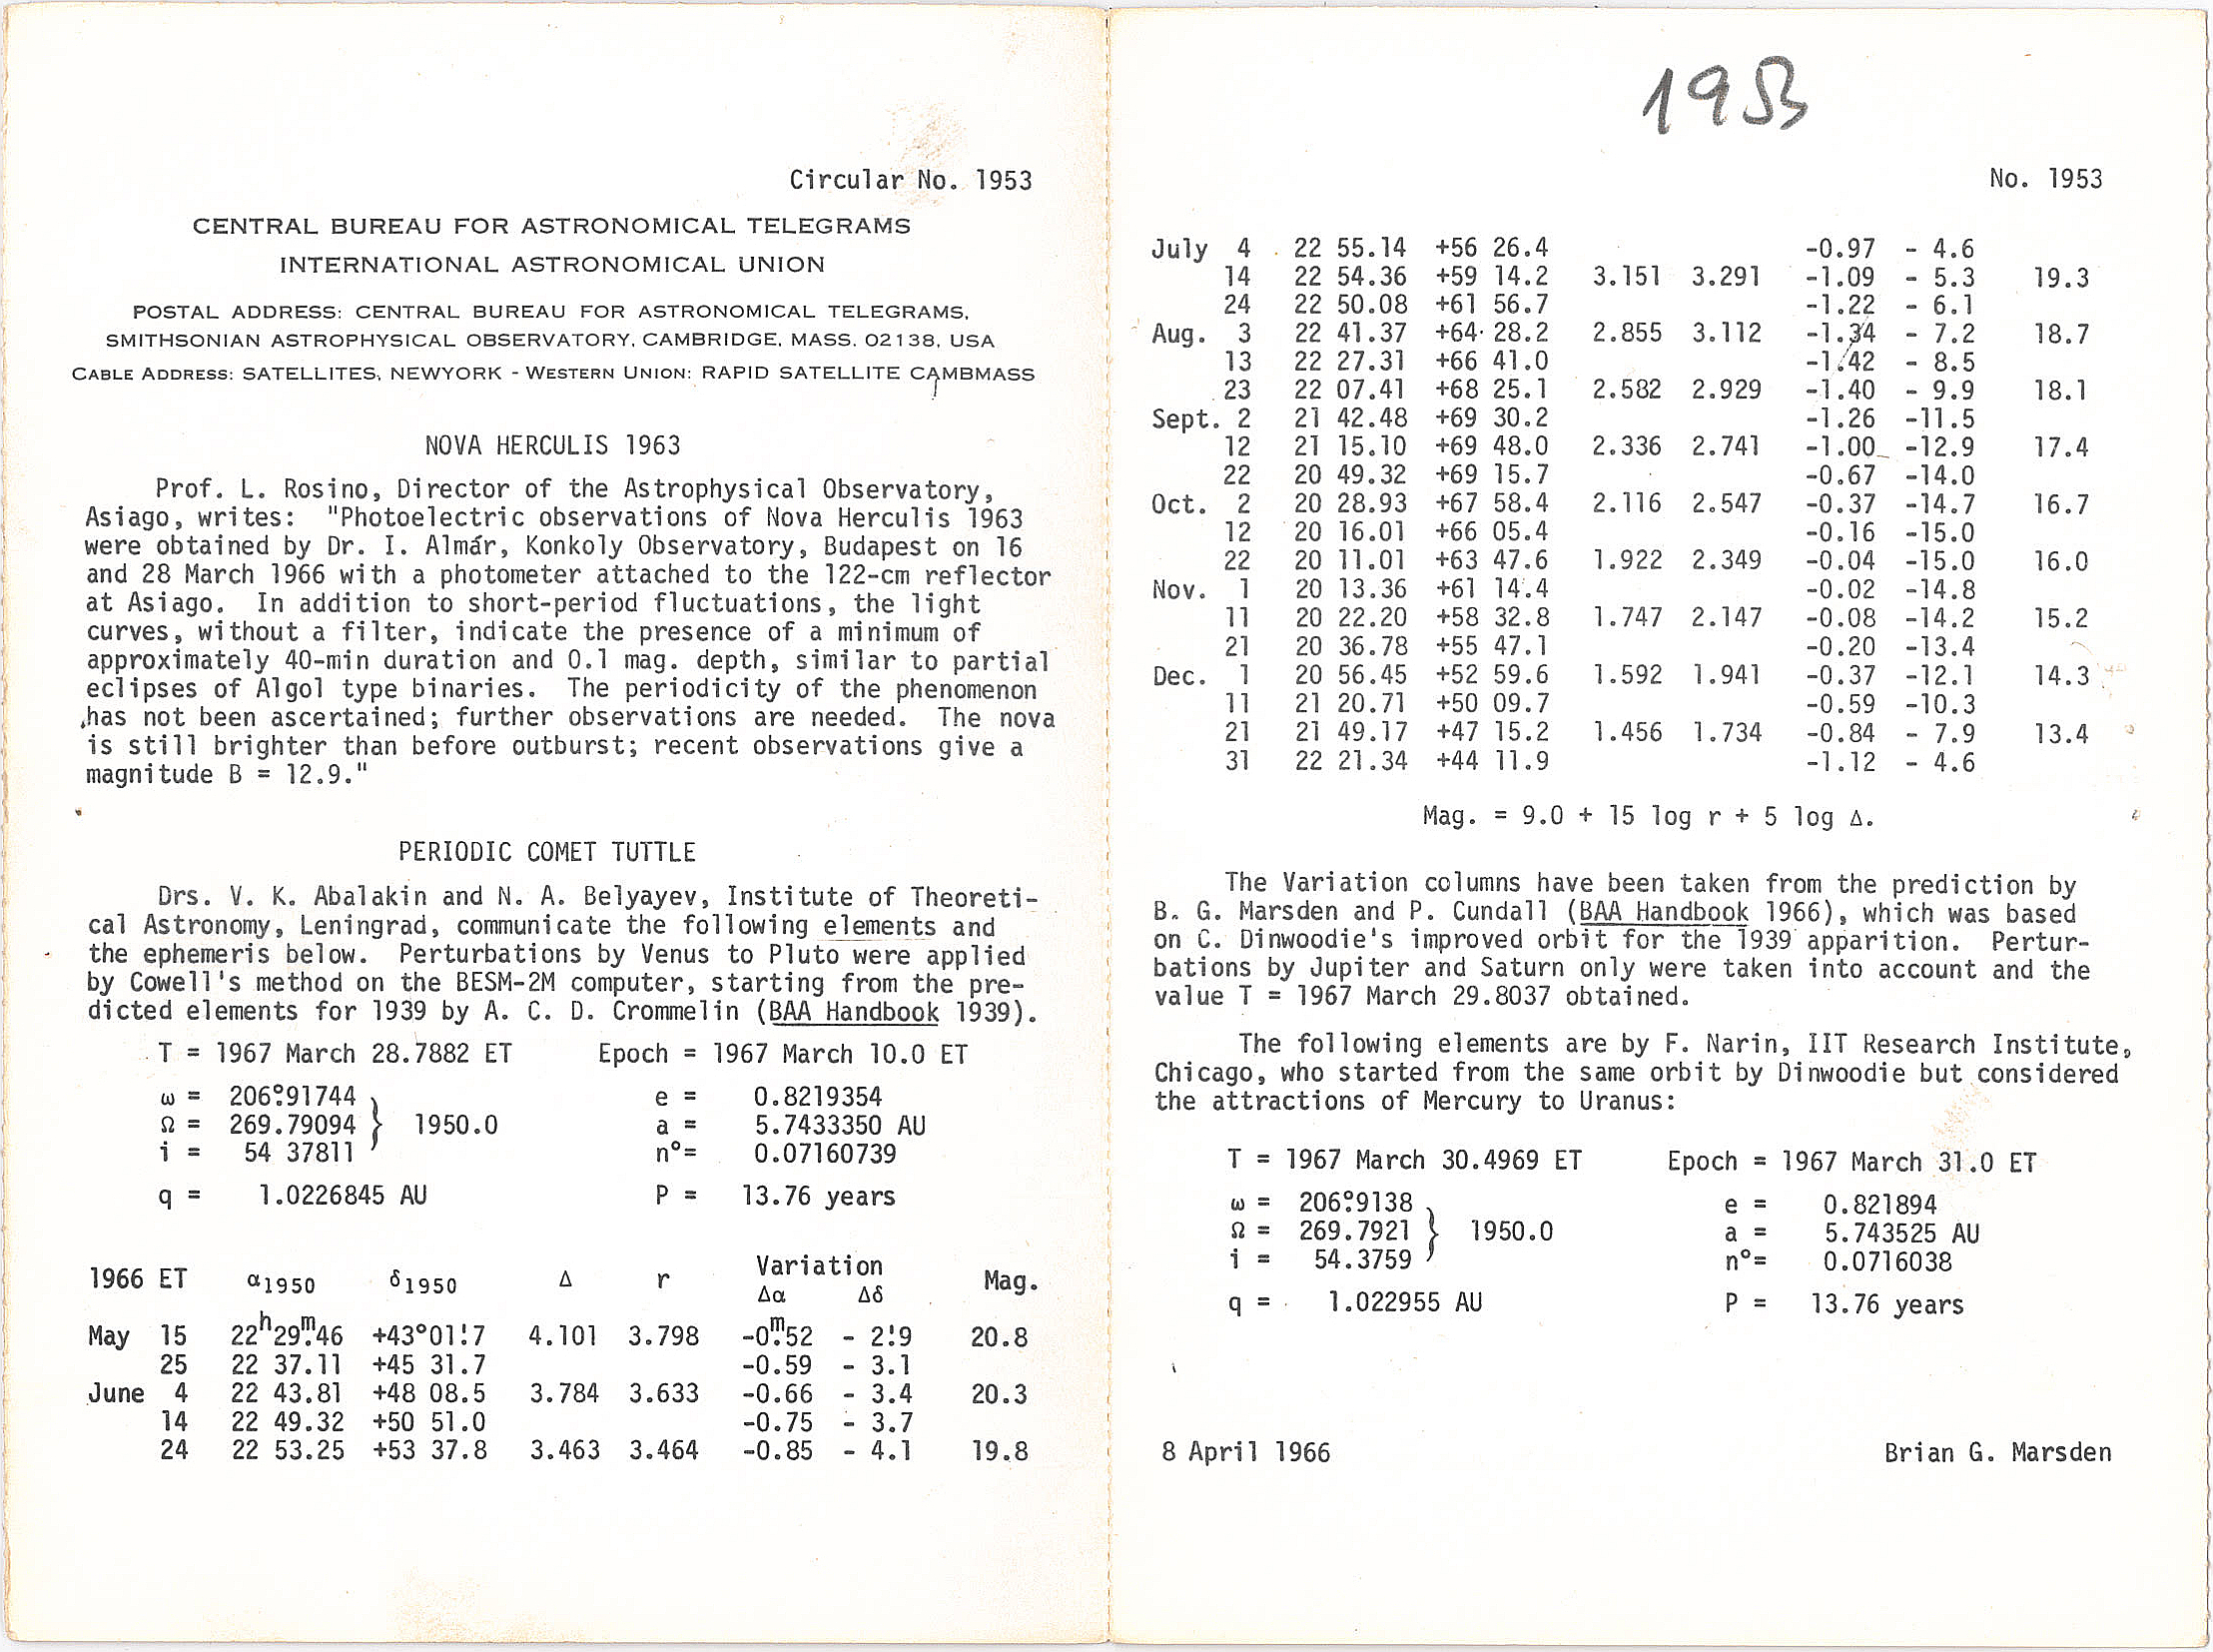 Circular No. 1953
CENTRAL BUREAU FOR ASTRONOMICAL TELEGRAMS
INTERNATIONAL ASTRONOMICAL UNION
POSTAL ADDRESS: CENTRAL BUREAU FOR ASTRONOMICAL TELEGRAMS,
SMITHSONIAN ASTROPHYSICAL OBSERVATORY, CAMBRIDGE, MASS. 02138, USA
CABLE ADDRESS: SATELLITES, NEWYORK - WESTERN UNION: RAPID SATELLITE CAMBMASS
NOVA HERCULIS 1963
Prof. L. Rosino, Director of the Astrophysical Observatory,
Asiago, writes: "Photoelectric observations of Nova Herculis 1963
were obtained by Dr. I. Almár, Konkoly Observatory, Budapest on 16
and 28 March 1966 with a photometer attached to the 122-cm reflector
at Asiago. In addition to short-period fluctuations, the light
curves, without a filter, indicate the presence of a minimum of
approximately 40-min duration and 0.1 mag. depth, similar to partial
eclipses of Algol type binaries. The periodicity of the phenomenon
has not been ascertained; further observations are needed. The nova
is still brighter than before outburst; recent observations give a
magnitude B = 12.9."
PERIODIC COMET TUTTLE
Drs. V. K. Abalakin and N. A. Belyayev, Institute of Theoreti-
cal Astronomy, Leningrad, communicate the following elements and
the ephemeris below. Perturbations by Venus to Pluto were applied
by Cowell's method on the BESM-2M computer, starting from the pre-
dicted elements for 1939 by A. C. D. Crommelin (BAA Handbook 1939).
T = 1967 March 28.7882 ET Epoch = 1967 March 10.0 ET
ω = 206°.91744 e = 0.8219354
Ω = 269.79094 } 1950.0 a = 5.7433350 AU
i = 54 37811 n° = 0.07160739
q = 1.0226845 AU P = 13.76 years
1966 ET α1950 δ1950 Δ r Variation Δα Δδ Mag.
May 15 22h29m.46 +43°01'.7 4.101 3.798 -0m.52 - 2'.9 20.8
25 22 37.11 +45 31.7 -0.59 - 3.1
June 4 22 43.81 +48 08.5 3.784 3.633 -0.66 - 3.4 20.3
14 22 49.32 +50 51.0 -0.75 - 3.7
24 22 53.25 +53 37.8 3.463 3.464 -0.85 - 4.1 19.8
1953
No. 1953
July 4 22 55.14 +56 26.4 -0.97 - 4.6
14 22 54.36 +59 14.2 3.151 3.291 -1.09 - 5.3 19.3
24 22 50.08 +61 56.7 -1.22 - 6.1
Aug. 3 22 41.37 +64 28.2 2.855 3.112 -1.34 - 7.2 18.7
13 22 27.31 +66 41.0 -1.42 - 8.5
23 22 07.41 +68 25.1 2.582 2.929 -1.40 - 9.9 18.1
Sept. 2 21 42.48 +69 30.2 -1.26 -11.5
12 21 15.10 +69 48.0 2.336 2.741 -1.00 -12.9 17.4
22 20 49.32 +69 15.7 -0.67 -14.0
Oct. 2 20 28.93 +67 58.4 2.116 2.547 -0.37 -14.7 16.7
12 20 16.01 +66 05.4 -0.16 -15.0
22 20 11.01 +63 47.6 1.922 2.349 -0.04 -15.0 16.0
Nov. 1 20 13.36 +61 14.4 -0.02 -14.8
11 20 22.20 +58 32.8 1.747 2.147 -0.08 -14.2 15.2
21 20 36.78 +55 47.1 -0.20 -13.4
Dec. 1 20 56.45 +52 59.6 1.592 1.941 -0.37 -12.1 14.3
11 21 20.71 +50 09.7 -0.59 -10.3
21 21 49.17 +47 15.2 1.456 1.734 -0.84 - 7.9 13.4
31 22 21.34 +44 11.9 -1.12 - 4.6
Mag. = 9.0 + 15 log r + 5 log Δ.
The Variation columns have been taken from the prediction by
B. G. Marsden and P. Cundall (BAA Handbook 1966), which was based
on C. Dinwoodie's improved orbit for the 1939 apparition. Pertur-
bations by Jupiter and Saturn only were taken into account and the
value T = 1967 March 29.8037 obtained.
The following elements are by F. Narin, IIT Research Institute,
Chicago, who started from the same orbit by Dinwoodie but considered
the attractions of Mercury to Uranus:
T = 1967 March 30.4969 ET Epoch = 1967 March 31.0 ET
ω = 206°.9138 e = 0.821894
Ω = 269.7921 } 1950.0 a = 5.743525 AU
i = 54.3759 n° = 0.0716038
q = 1.022955 AU P = 13.76 years
8 April 1966 Brian G. Marsden